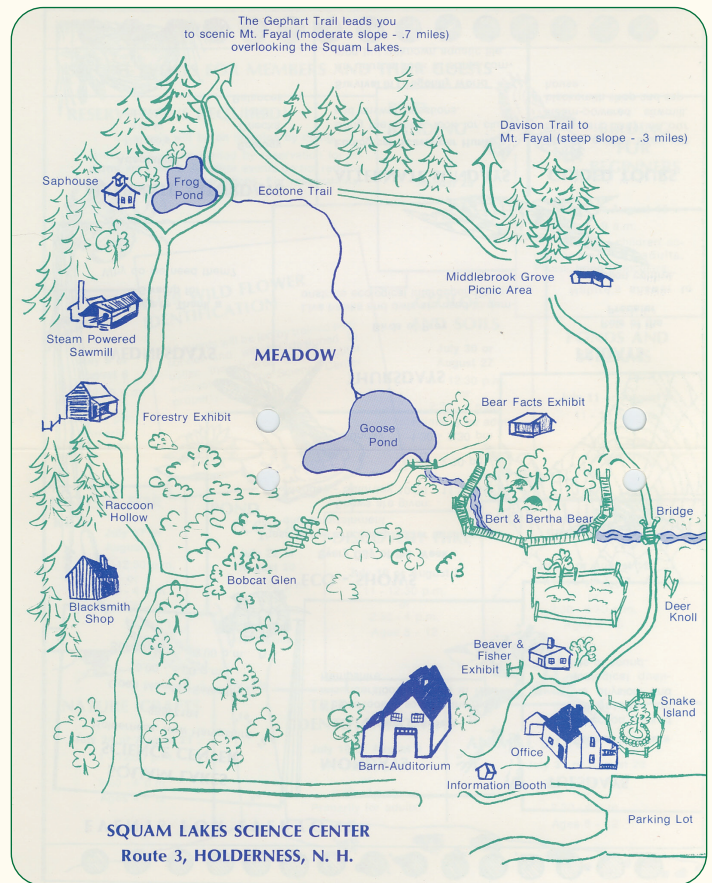 The Gephart Trail leads you
to scenic Mt. Fayal (moderate slope - .7 miles)
overlooking the Squam Lakes.
Davison Trail to
Mt. Fayal (steep slope - .3 miles)
Saphouse
Frog
Pond
Ecotone Trail
Middlebrook Grove
Picnic Area
Steam Powered
Sawmill
MEADOW
Bear Facts Exhibit
Forestry Exhibit
Goose
Pond
Raccoon
Hollow
Bert & Bertha Bear
Bridge
Bobcat Glen
Blacksmith
Shop
Deer
Knoll
Beaver &
Fisher
Exhibit
Snake
Island
Office
Barn-Auditorium
Information Booth
Parking Lot
SQUAM LAKES SCIENCE CENTER
Route 3, HOLDERNESS, N. H.